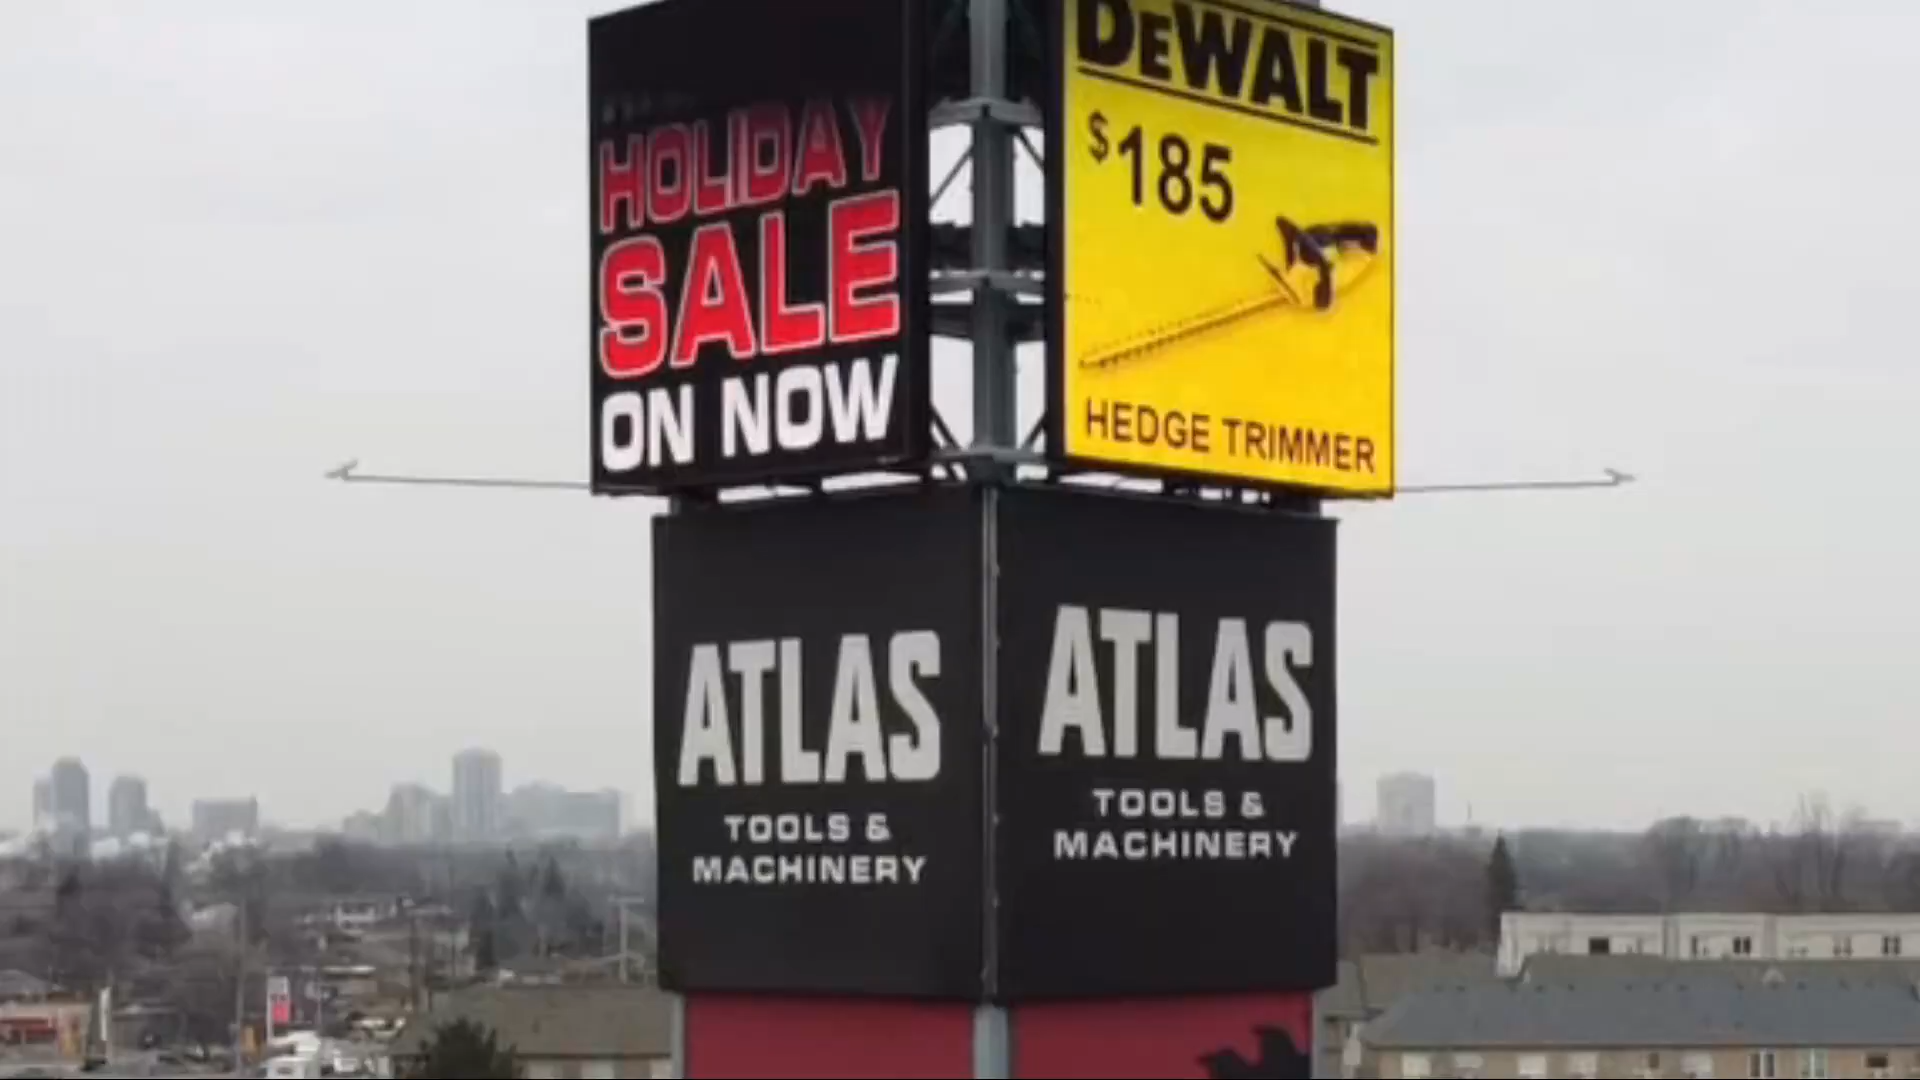 HOLIDAY
SALE
ON NOW
DEWALT
$185
HEDGE TRIMMER
ATLAS
TOOLS &
MACHINERY
ATLAS
TOOLS &
MACHINERY